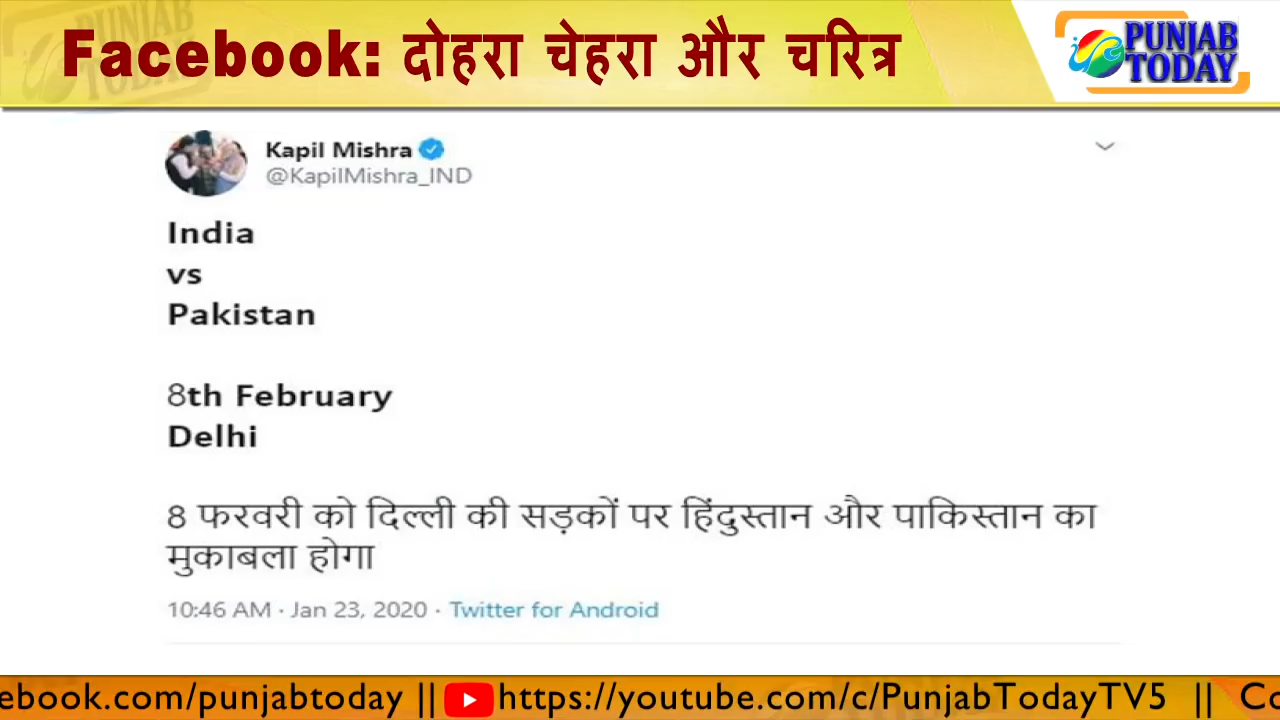 Facebook: दोहरा चेहरा और चरित्र
PUNJAB
TODAY
Kapil Mishra
@KapilMishra_IND
India
vs
Pakistan
8th February
Delhi
8 फरवरी को दिल्ली की सड़कों पर हिंदुस्तान और पाकिस्तान का
मुकाबला होगा
10:46 AM · Jan 23, 2020 · Twitter for Android
ebook.com/punjabtoday || https://youtube.com/c/PunjabTodayTV5 || Co